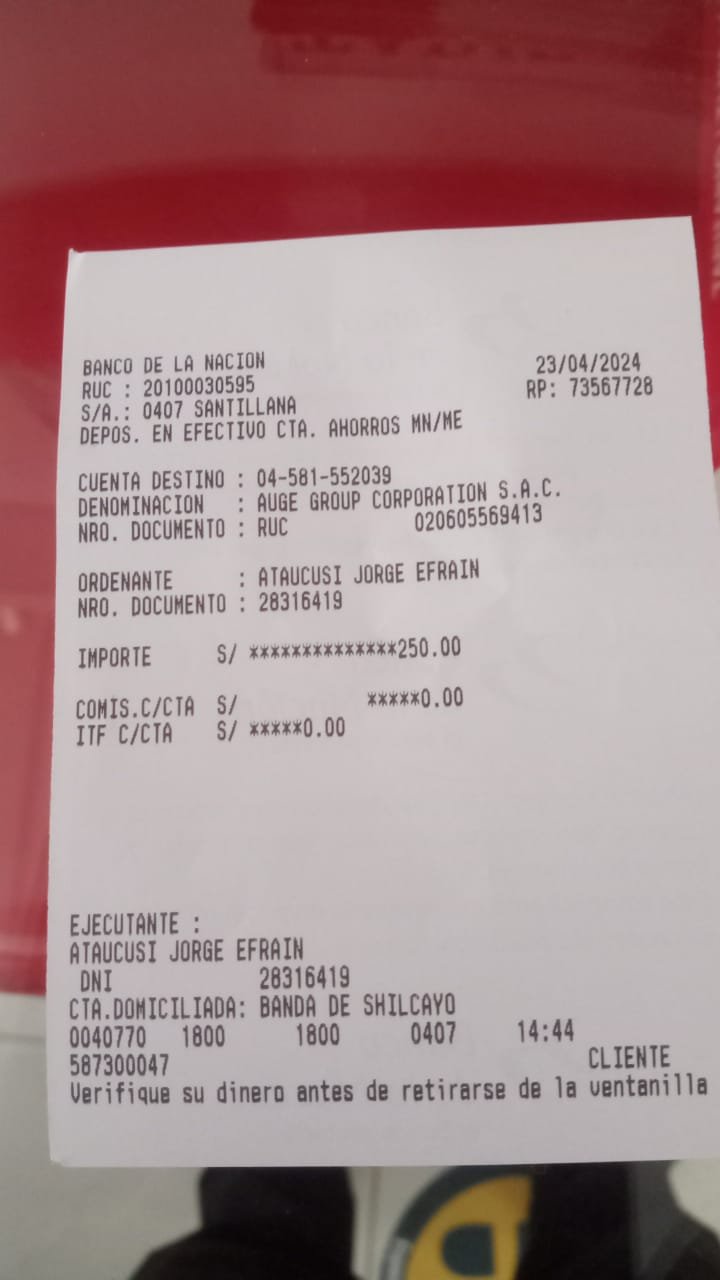 BANCO DE LA NACION 23/04/2024
RUC : 20100030595 RP: 73567728
S/A.: 0407 SANTILLANA
DEPOS. EN EFECTIVO CTA. AHORROS MN/ME
CUENTA DESTINO : 04-581-552039
DENOMINACION : AUGE GROUP CORPORATION S.A.C.
NRO. DOCUMENTO : RUC 020605569413
ORDENANTE : ATAUCUSI JORGE EFRAIN
NRO. DOCUMENTO : 28316419
IMPORTE S/ **************250.00
COMIS.C/CTA S/ *****0.00
ITF C/CTA S/ *****0.00
EJECUTANTE :
ATAUCUSI JORGE EFRAIN
DNI 28316419
CTA.DOMICILIADA: BANDA DE SHILCAYO
0040770 1800 1800 0407 14:44
587300047 CLIENTE
Verifique su dinero antes de retirarse de la ventanilla